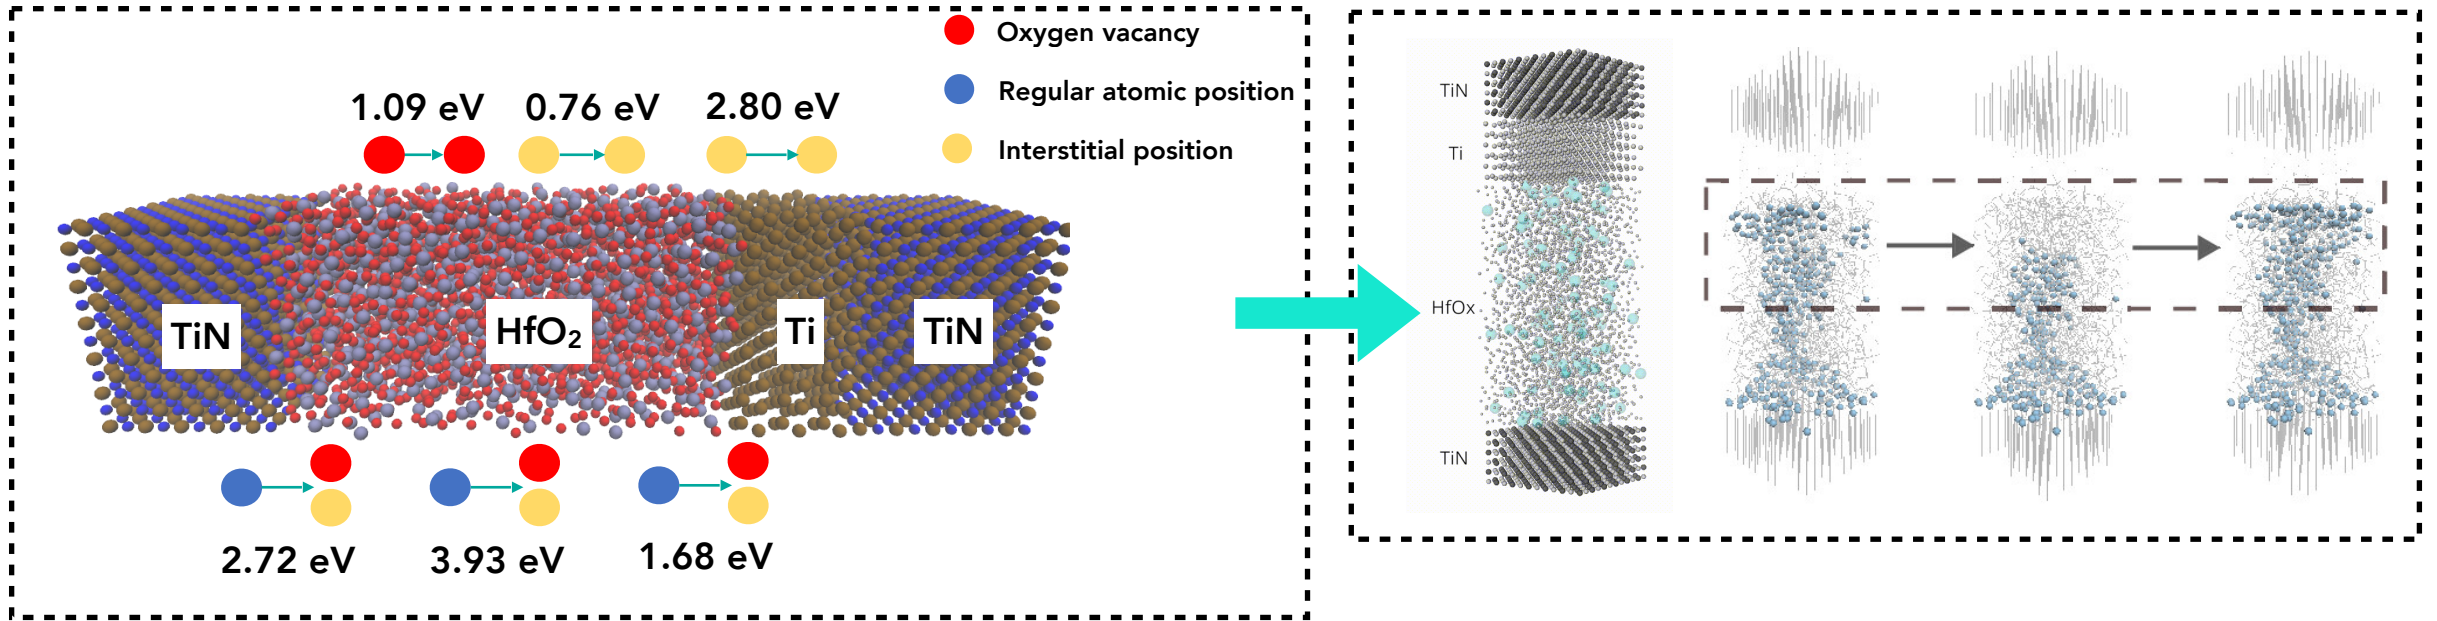 Oxygen vacancy
Regular atomic position
Interstitial position
1.09 eV
0.76 eV
2.80 eV
TiN
HfO₂
Ti
TiN
2.72 eV
3.93 eV
1.68 eV
TiN
Ti
HfOx
TiN